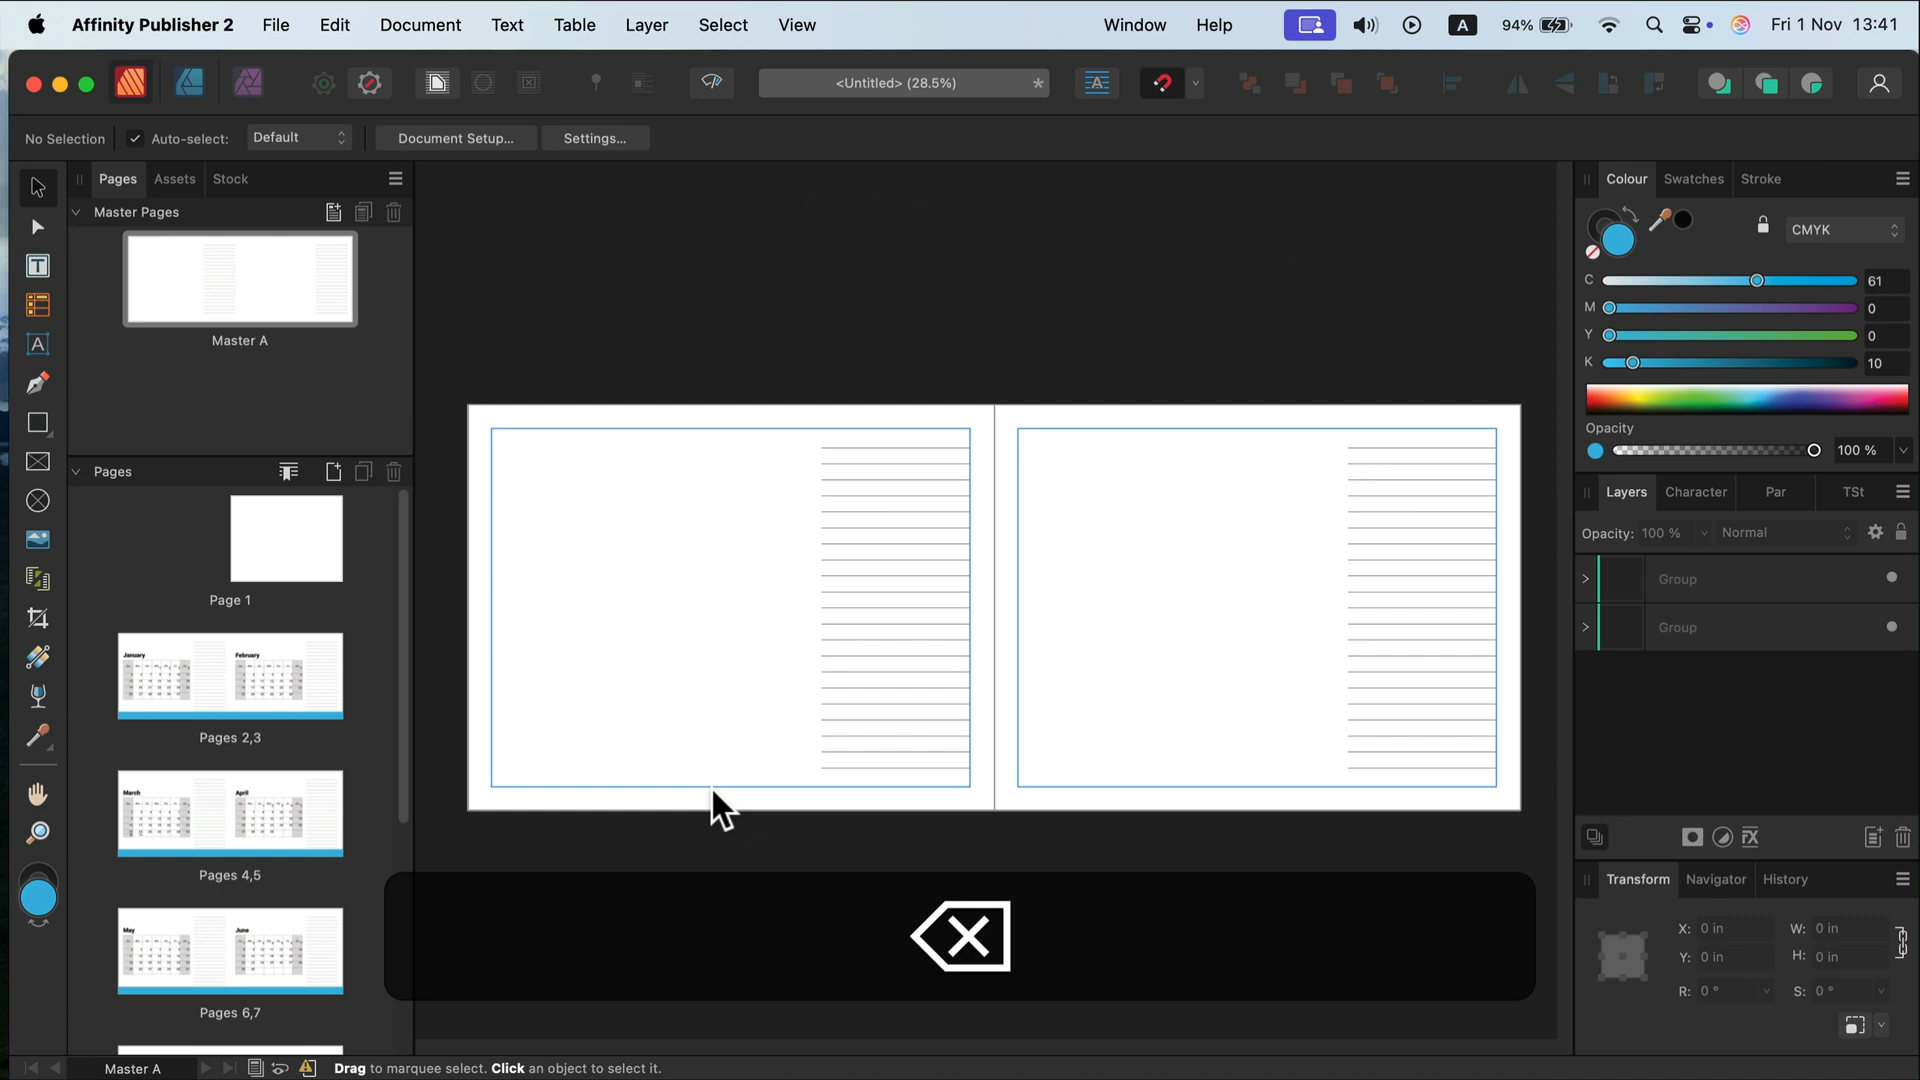 Affinity Publisher 2 File Edit Document Text Table Layer Select View Window Help A 94% Fri 1 Nov 13:41
<Untitled> (28.5%) *
No Selection Auto-select: Default Document Setup... Settings...
Pages Assets Stock
Master Pages
Master A
Pages
Page 1
January February
Pages 2,3
March April
Pages 4,5
May June
Pages 6,7
Colour Swatches Stroke
CMYK
C 61
M 0
Y 0
K 10
Opacity
100 %
Layers Character Par TSt
Opacity: 100 % Normal
Group
Group
Transform Navigator History
X: 0 in W: 0 in
Y: 0 in H: 0 in
R: 0 ° S: 0 °
Master A Drag to marquee select. Click an object to select it.